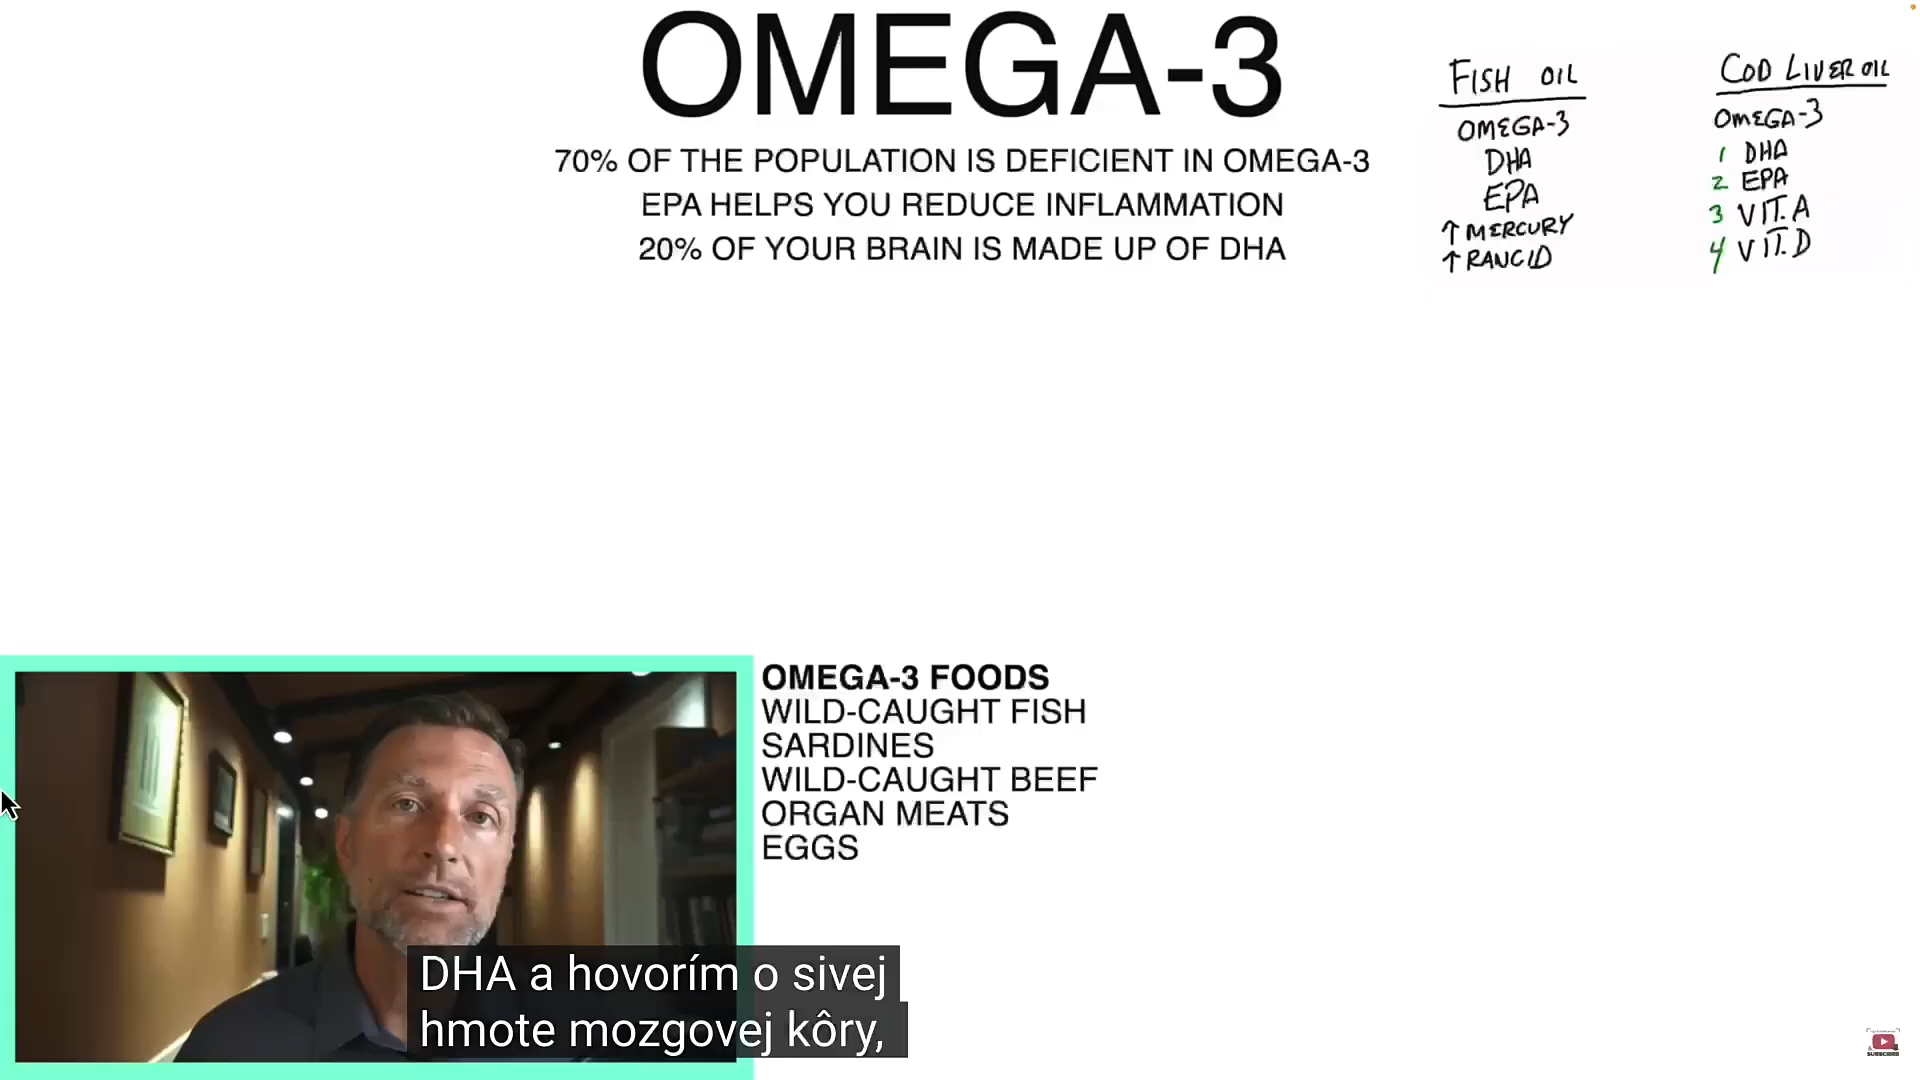 OMEGA-3
70% OF THE POPULATION IS DEFICIENT IN OMEGA-3
EPA HELPS YOU REDUCE INFLAMMATION
20% OF YOUR BRAIN IS MADE UP OF DHA
FISH OIL
OMEGA-3
DHA
EPA
↑ MERCURY
↑ RANCID
COD LIVER OIL
OMEGA-3
1 DHA
2 EPA
3 VIT. A
4 VIT. D
OMEGA-3 FOODS
WILD-CAUGHT FISH
SARDINES
WILD-CAUGHT BEEF
ORGAN MEATS
EGGS
DHA a hovorím o sivej
hmote mozgovej kôry,
SUBSCRIBE